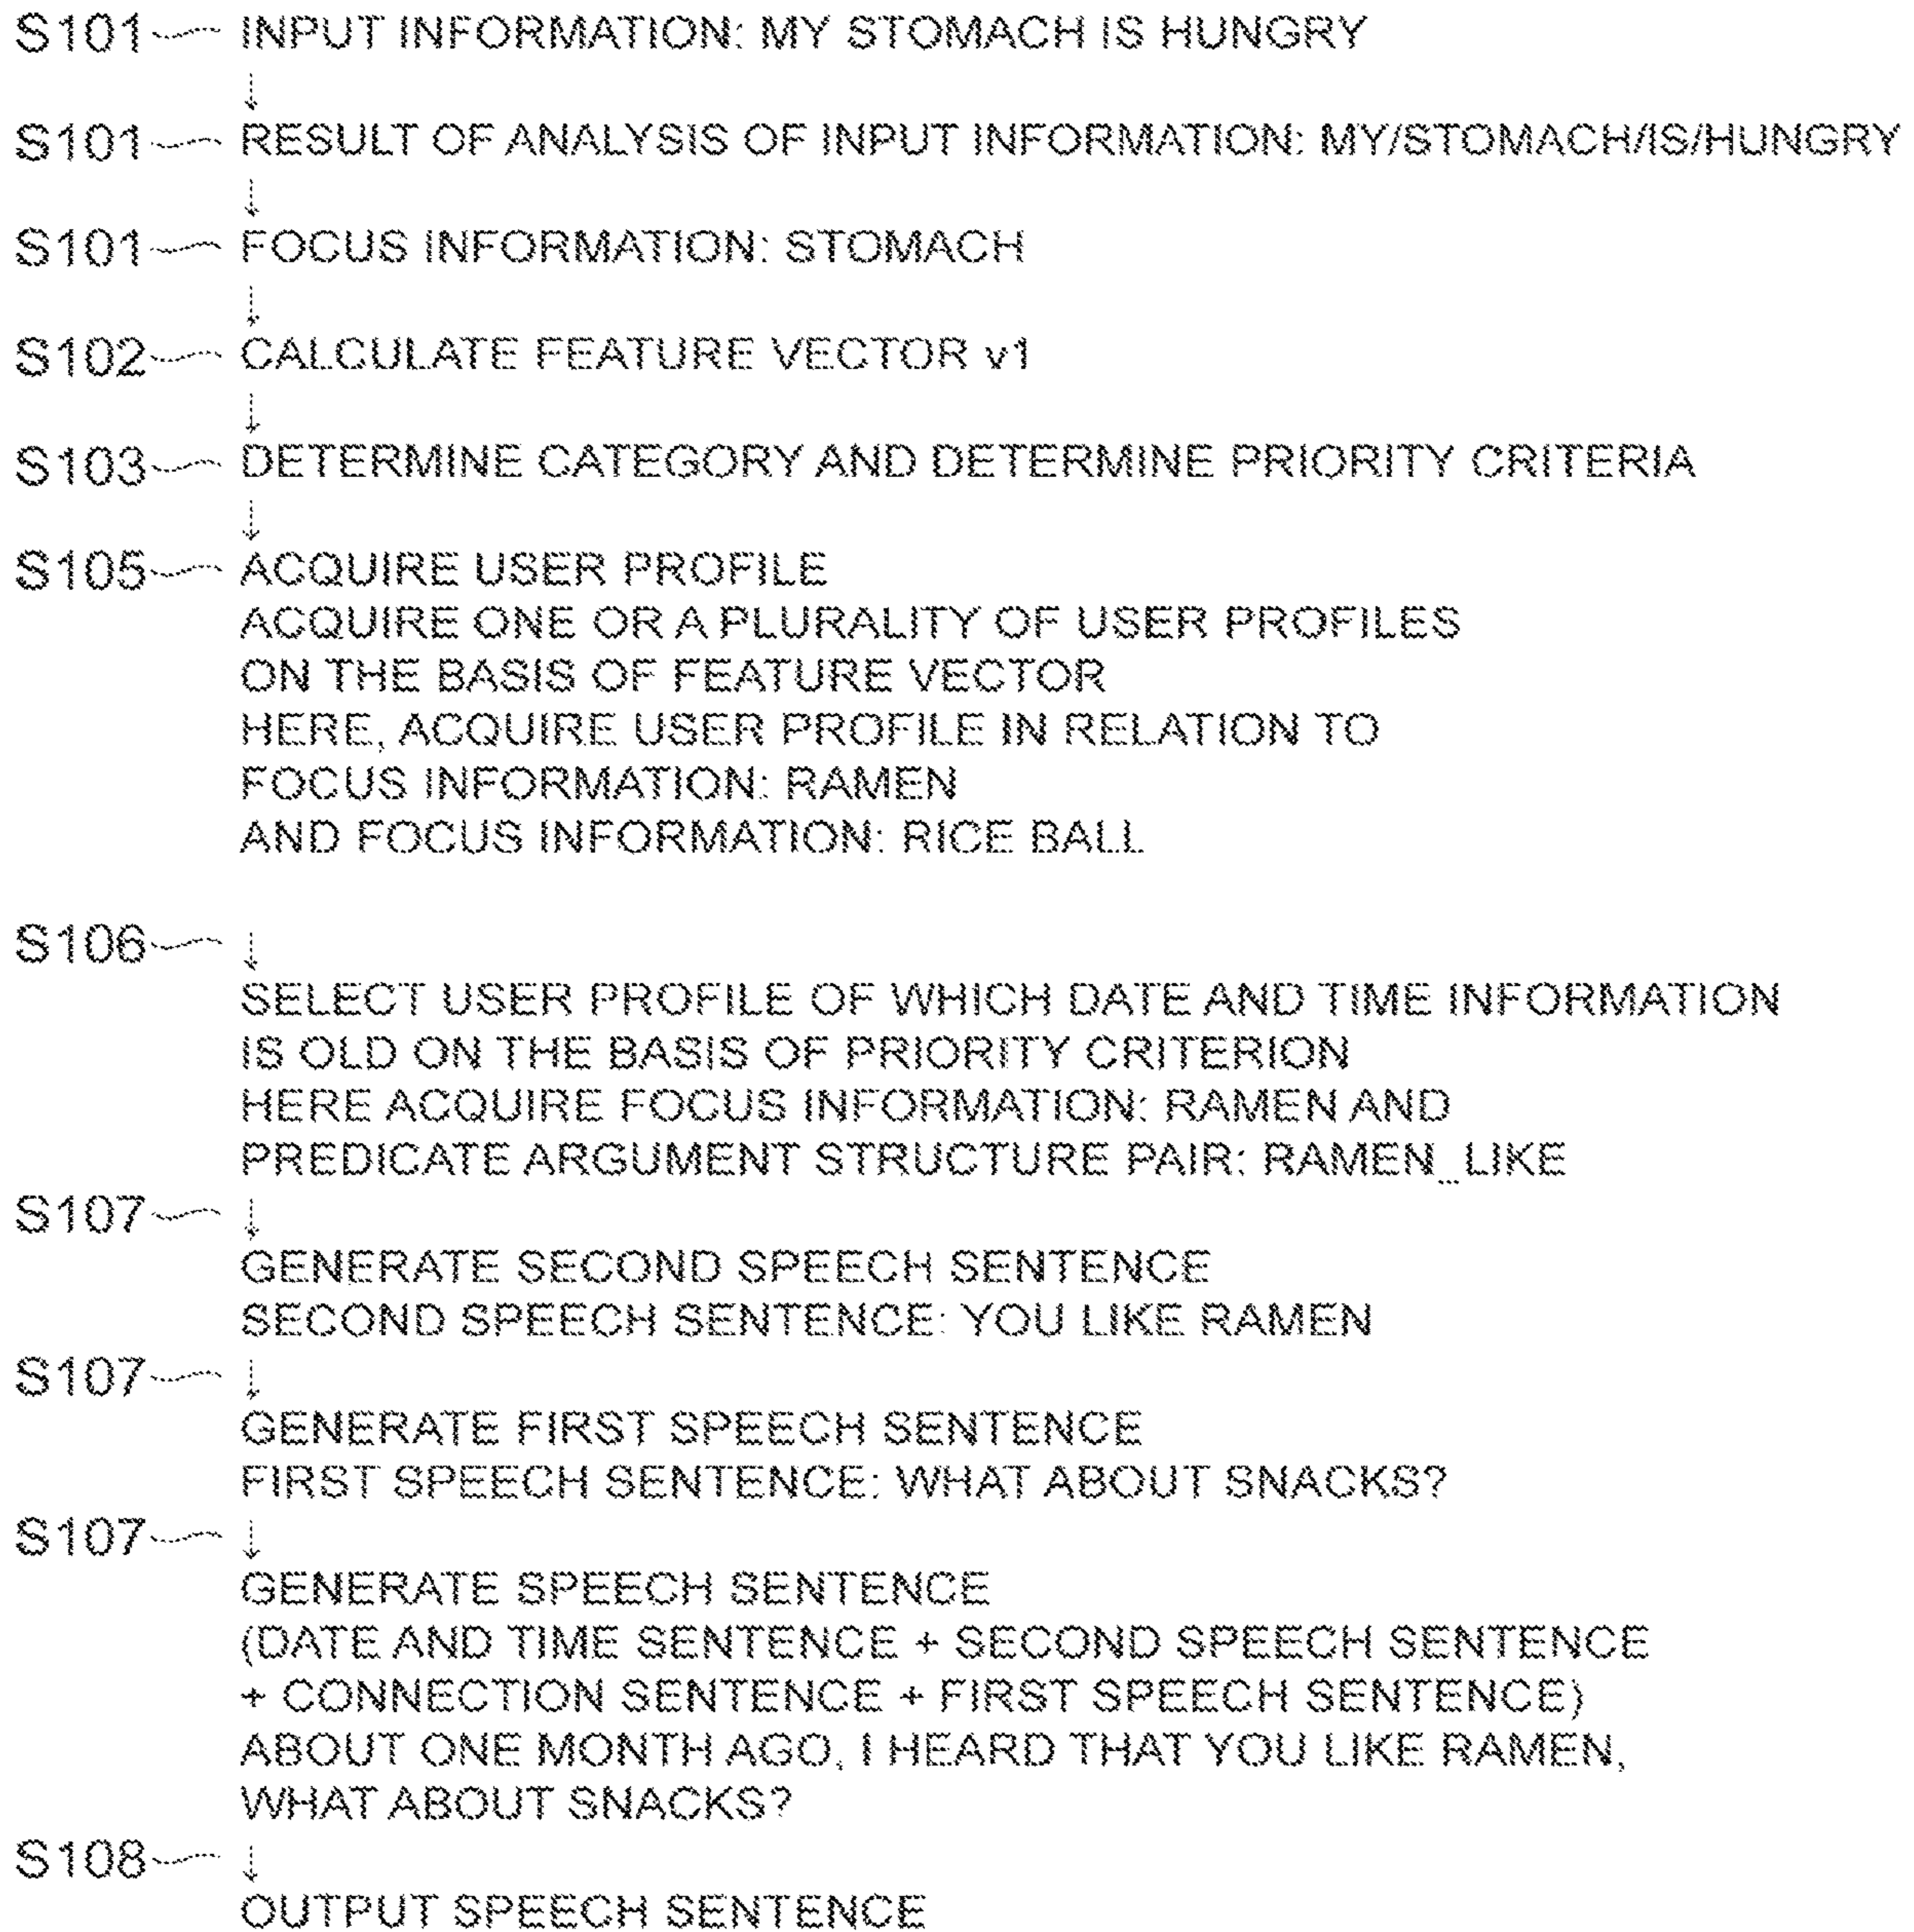 S101 INPUT INFORMATION: MY STOMACH IS HUNGRY
↓
S101 RESULT OF ANALYSIS OF INPUT INFORMATION: MY/STOMACH/IS/HUNGRY
↓
S101 FOCUS INFORMATION: STOMACH
↓
S102 CALCULATE FEATURE VECTOR v1
↓
S103 DETERMINE CATEGORY AND DETERMINE PRIORITY CRITERIA
↓
S105 ACQUIRE USER PROFILE
ACQUIRE ONE OR A PLURALITY OF USER PROFILES
ON THE BASIS OF FEATURE VECTOR
HERE, ACQUIRE USER PROFILE IN RELATION TO
FOCUS INFORMATION: RAMEN
AND FOCUS INFORMATION: RICE BALL
S106 ↓
SELECT USER PROFILE OF WHICH DATE AND TIME INFORMATION
IS OLD ON THE BASIS OF PRIORITY CRITERION
HERE ACQUIRE FOCUS INFORMATION: RAMEN AND
PREDICATE ARGUMENT STRUCTURE PAIR: RAMEN_LIKE
S107 ↓
GENERATE SECOND SPEECH SENTENCE
SECOND SPEECH SENTENCE: YOU LIKE RAMEN
S107 ↓
GENERATE FIRST SPEECH SENTENCE
FIRST SPEECH SENTENCE: WHAT ABOUT SNACKS?
S107 ↓
GENERATE SPEECH SENTENCE
(DATE AND TIME SENTENCE + SECOND SPEECH SENTENCE
+ CONNECTION SENTENCE + FIRST SPEECH SENTENCE)
ABOUT ONE MONTH AGO, I HEARD THAT YOU LIKE RAMEN,
WHAT ABOUT SNACKS?
S108 ↓
OUTPUT SPEECH SENTENCE